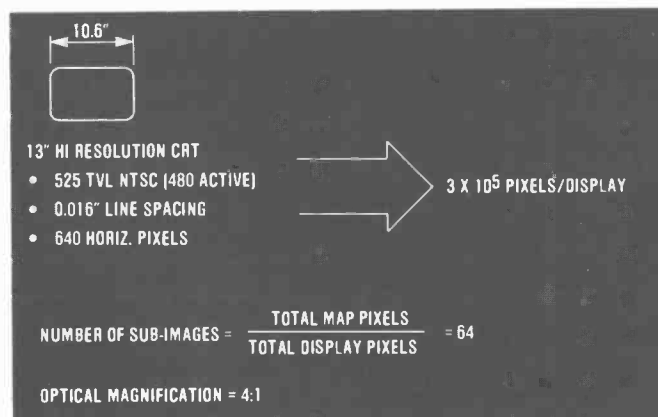 10.6"
13" HI RESOLUTION CRT
• 525 TVL NTSC (480 ACTIVE)
• 0.016" LINE SPACING
• 640 HORIZ. PIXELS
3 X 10⁵ PIXELS/DISPLAY
NUMBER OF SUB-IMAGES = TOTAL MAP PIXELS / TOTAL DISPLAY PIXELS = 64
OPTICAL MAGNIFICATION = 4:1